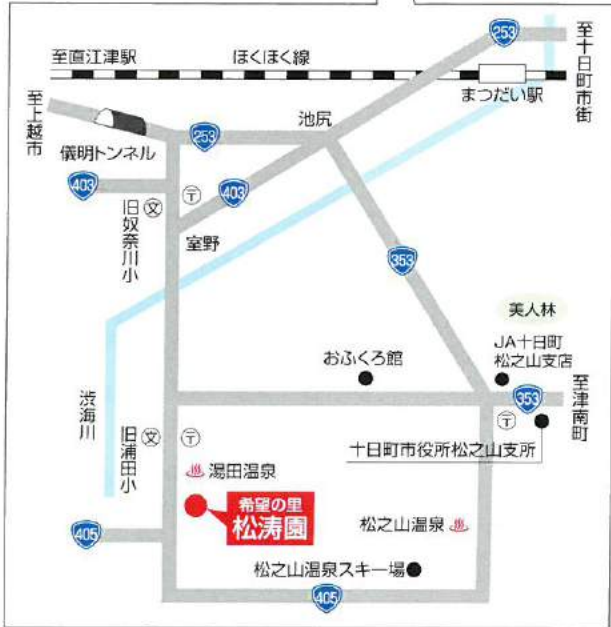 253
至十日町市街
至直江津駅
ほくほく線
まつだい駅
至上越市
儀明トンネル
池尻
253
403
文
〒
403
旧奴奈川小
室野
353
美人林
JA十日町
松之山支店
おふくろ館
353
至津南町
渋海川
旧浦田小
文
〒
〒
十日町市役所松之山支所
湯田温泉
希望の里
松涛園
松之山温泉
405
松之山温泉スキー場
405